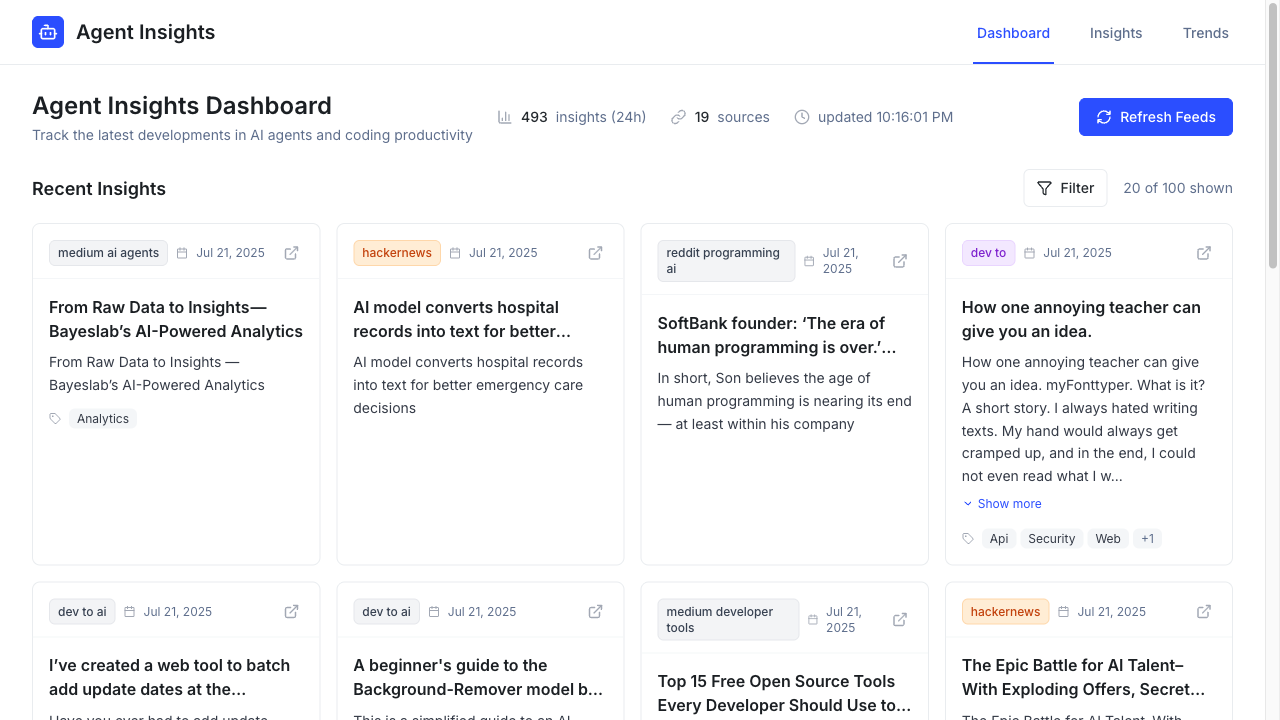 Agent Insights
Dashboard
Insights
Trends
Agent Insights Dashboard
Track the latest developments in AI agents and coding productivity
493 insights (24h)
19 sources
updated 10:16:01 PM
Refresh Feeds
Recent Insights
Filter
20 of 100 shown
medium ai agents
Jul 21, 2025
From Raw Data to Insights—
Bayeslab’s AI-Powered Analytics
From Raw Data to Insights —
Bayeslab’s AI-Powered Analytics
Analytics
hackernews
Jul 21, 2025
AI model converts hospital
records into text for better…
AI model converts hospital records
into text for better emergency care
decisions
reddit programming
ai
Jul 21,
2025
SoftBank founder: ‘The era of
human programming is over.’…
In short, Son believes the age of
human programming is nearing its end
— at least within his company
dev to
Jul 21, 2025
How one annoying teacher can
give you an idea.
How one annoying teacher can give
you an idea. myFonttyper. What is it?
A short story. I always hated writing
texts. My hand would always get
cramped up, and in the end, I could
not even read what I w...
Show more
Api
Security
Web
+1
dev to ai
Jul 21, 2025
I’ve created a web tool to batch
add update dates at the…
Have you ever had to add update
dev to ai
Jul 21, 2025
A beginner's guide to the
Background-Remover model b…
This is a simplified guide to an AI
medium developer
tools
Jul 21,
2025
Top 15 Free Open Source Tools
Every Developer Should Use to…
hackernews
Jul 21, 2025
The Epic Battle for AI Talent–
With Exploding Offers, Secret…
The Epic Battle for AI Talent–With